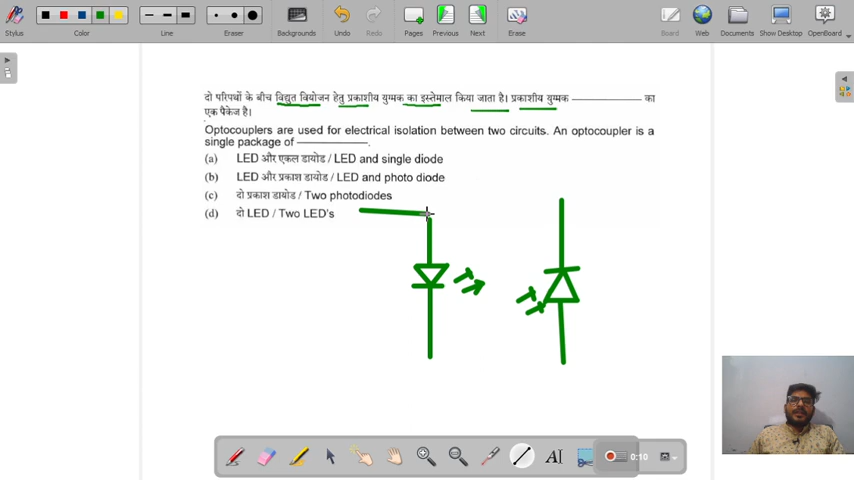 Stylus
Color
Line
Eraser
Backgrounds
Undo
Redo
Pages
Previous
Next
Erase
Board
Web
Documents
Show Desktop
OpenBoard
दो परिपथों के बीच विद्युत वियोजन हेतु प्रकाशीय युग्मक का इस्तेमाल किया जाता है। प्रकाशीय युग्मक —————— का
एक पैकेज है।
Optocouplers are used for electrical isolation between two circuits. An optocoupler is a
single package of ——————.
(a) LED और एकल डायोड / LED and single diode
(b) LED और प्रकाश डायोड / LED and photo diode
(c) दो प्रकाश डायोड / Two photodiodes
(d) दो LED / Two LED's
0:10